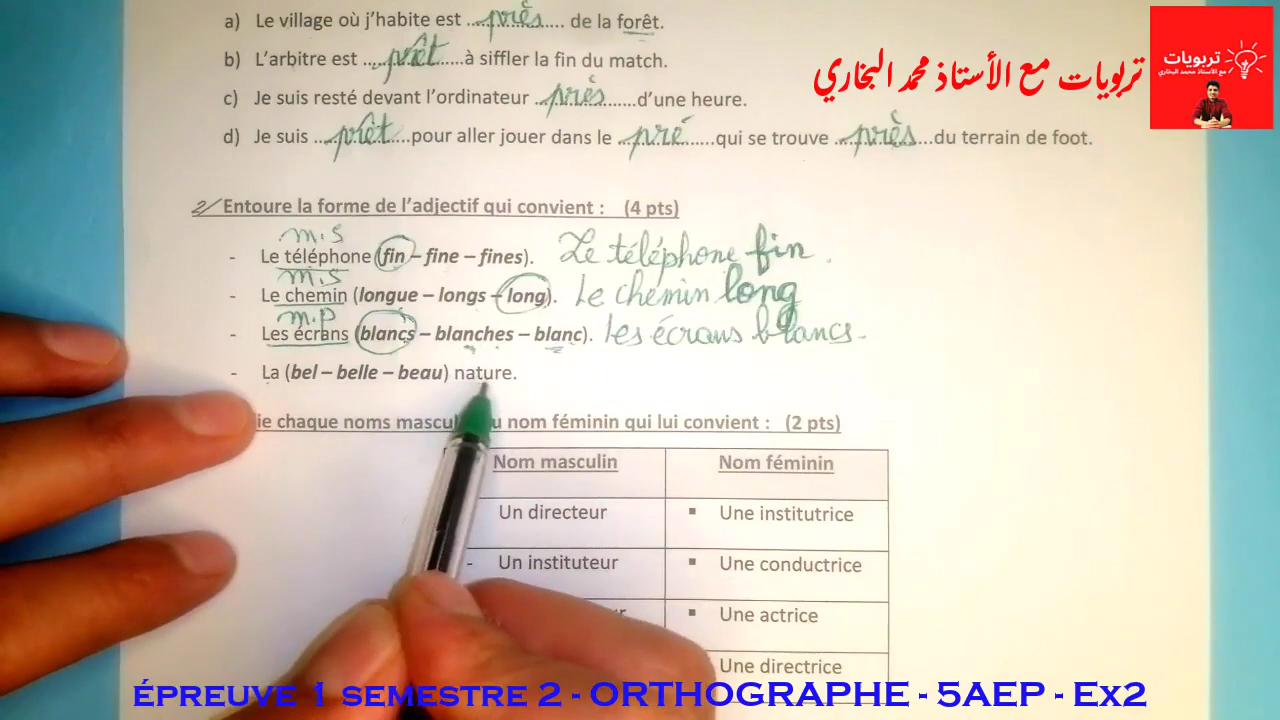 a) Le village où j'habite est ....près.... de la forêt.
b) L'arbitre est ....prêt....à siffler la fin du match.
c) Je suis resté devant l'ordinateur ....près....d'une heure.
d) Je suis ....prêt....pour aller jouer dans le ....pré....qui se trouve ....près....du terrain de foot.
تربويات مع الأستاذ محمد البخاري
تربويات
مع الأستاذ محمد البخاري
2/ Entoure la forme de l'adjectif qui convient : (4 pts)
m.s
- Le téléphone (fin – fine – fines). Le téléphone fin.
m.s
- Le chemin (longue – longs – long). Le chemin long
m.p
- Les écrans (blancs – blanches – blanc). Les écrans blancs.
- La (bel – belle – beau) nature.
ie chaque noms mascul u nom féminin qui lui convient : (2 pts)
Nom masculin Nom féminin
Un directeur ▪ Une institutrice
- Un instituteur ▪ Une conductrice
▪ Une actrice
Une directrice
épreuve 1 semestre 2 - ORTHOGRAPHE - 5AEP - Ex2